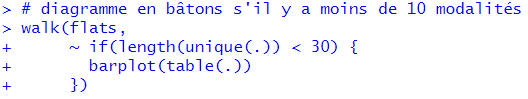 > # diagramme en bâtons s'il y a moins de 10 modalités
> walk(flats,
+      ~ if(length(unique(.)) < 30) {
+        barplot(table(.))
+      })